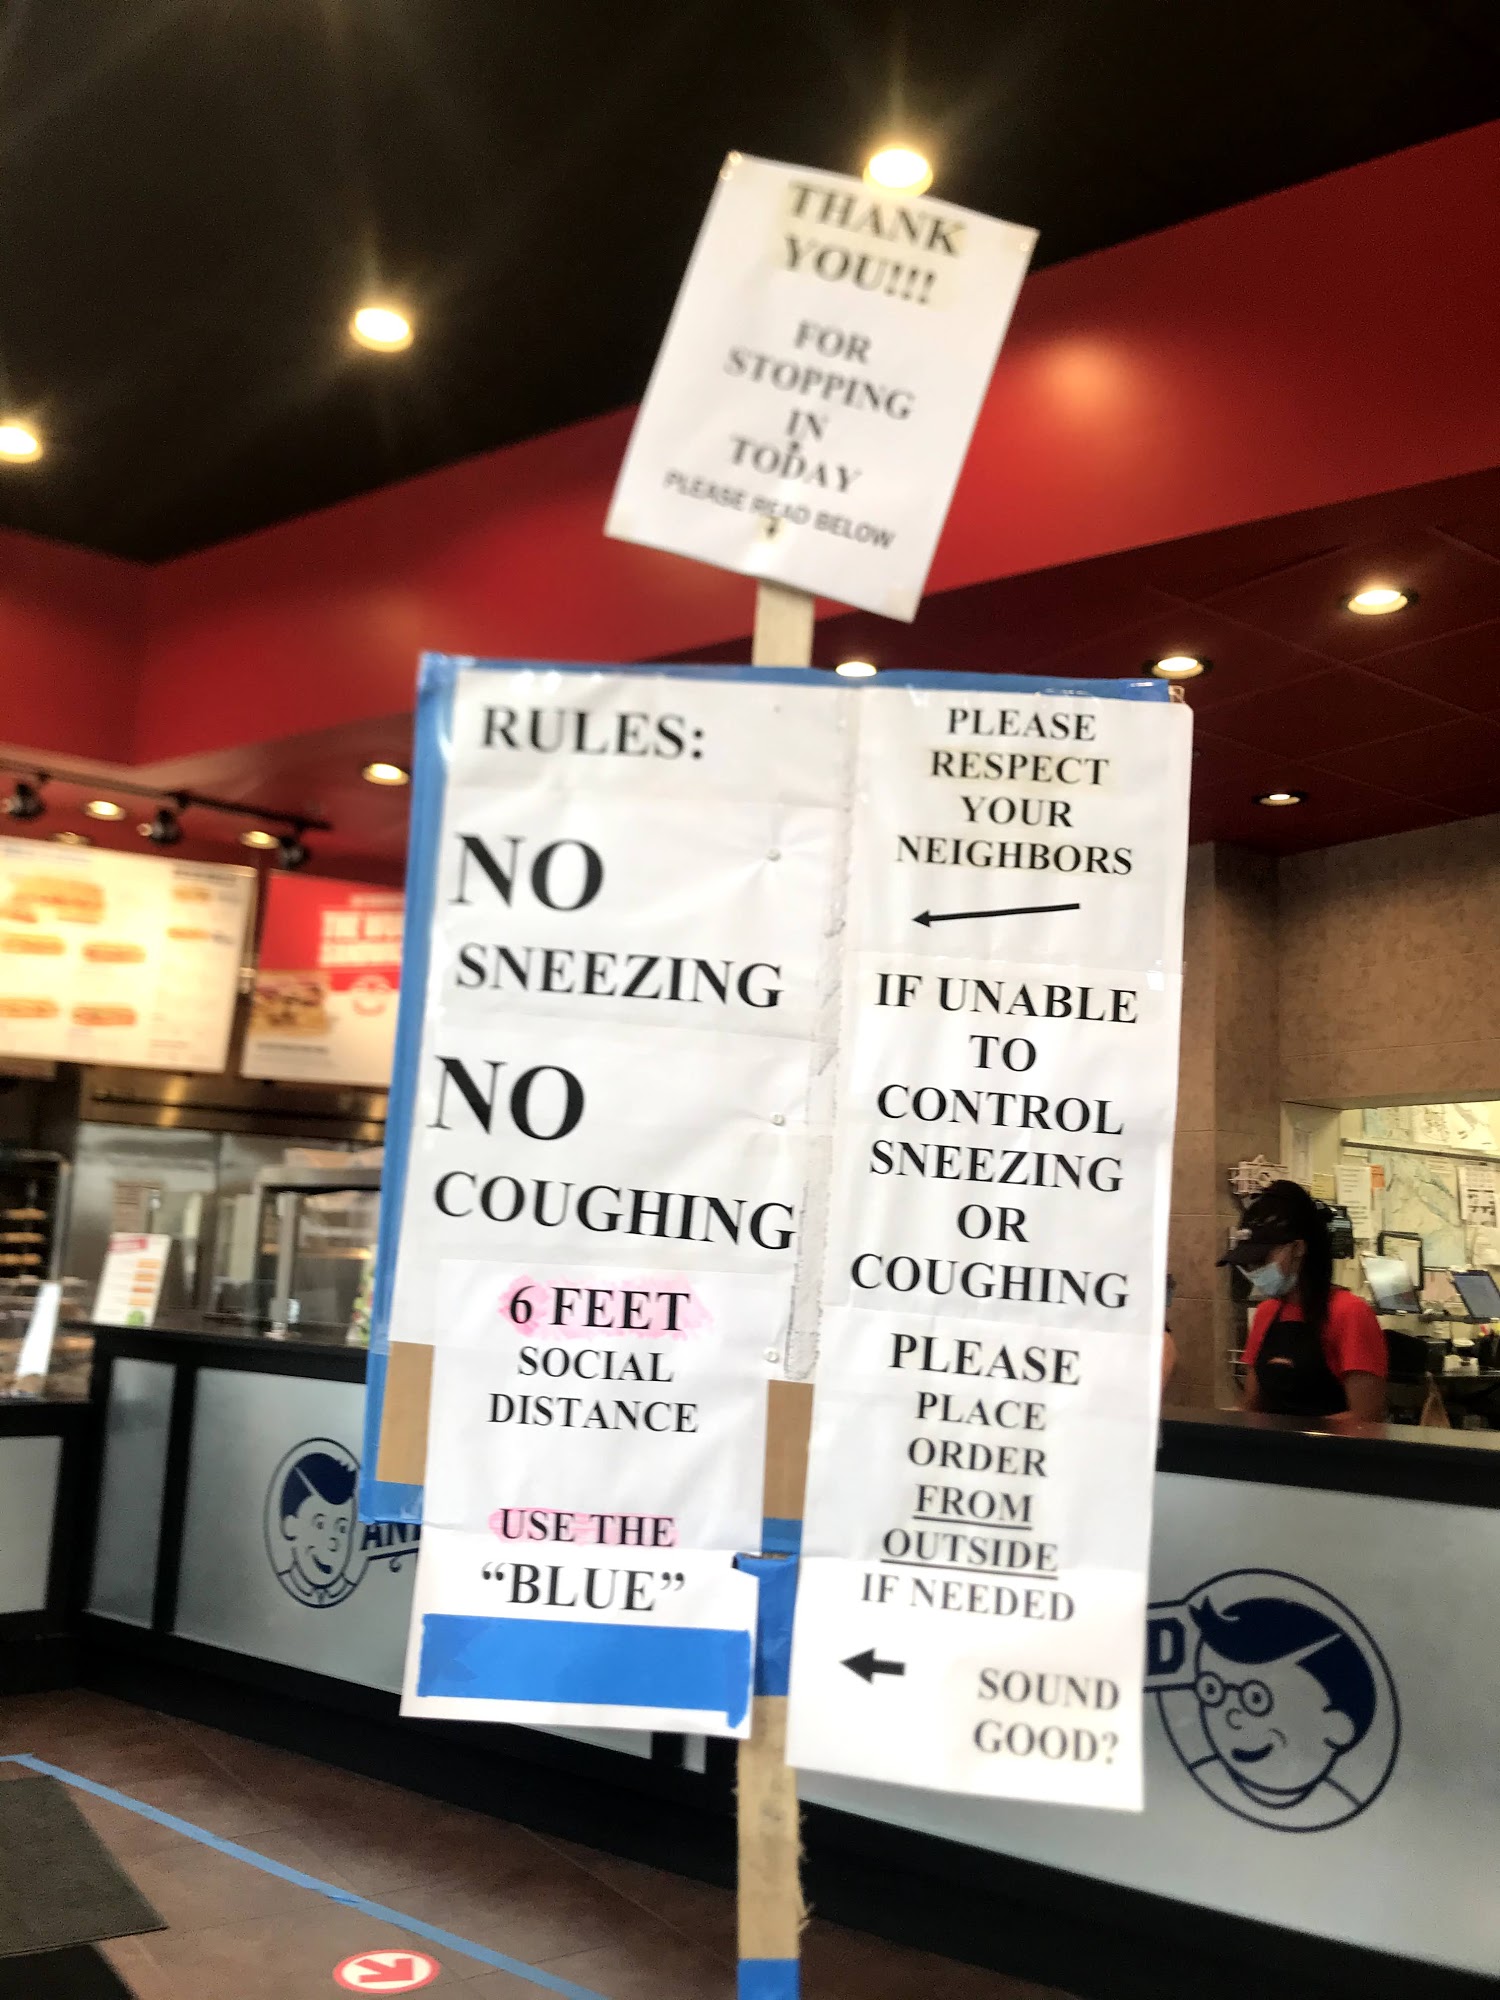 THANK
YOU!!!
FOR
STOPPING
IN
TODAY
PLEASE READ BELOW
RULES:
NO
SNEEZING
NO
COUGHING
6 FEET
SOCIAL
DISTANCE
USE THE
“BLUE”
PLEASE
RESPECT
YOUR
NEIGHBORS
IF UNABLE
TO
CONTROL
SNEEZING
OR
COUGHING
PLEASE
PLACE
ORDER
FROM
OUTSIDE
IF NEEDED
SOUND
GOOD?
THE
AN
D